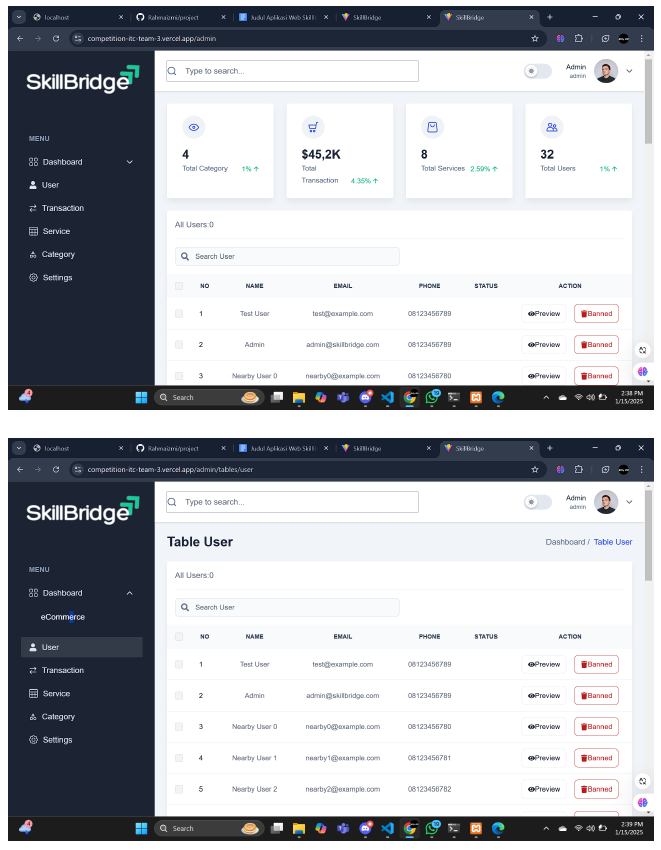 localhost Rahmaizmi/project Judul Aplikasi Web Skill SkillBridge SkillBridge
competition-itc-team-3.vercel.app/admin
SkillBridge
Type to search...
Admin
admin
MENU
Dashboard
User
Transaction
Service
Category
Settings
4
Total Category 1%
$45,2K
Total
Transaction 4.35%
8
Total Services 2.59%
32
Total Users 1%
All Users:0
Search User
NO NAME EMAIL PHONE STATUS ACTION
1 Test User test@example.com 08123456789 Preview Banned
2 Admin admin@skillbridge.com 08123456789 Preview Banned
3 Nearby User 0 nearby0@example.com 08123456780 Preview Banned
4
Search
2:38 PM
1/15/2025
localhost Rahmaizmi/project Judul Aplikasi Web Skill SkillBridge SkillBridge
competition-itc-team-3.vercel.app/admin/tables/user
SkillBridge
Type to search...
Admin
admin
MENU
Dashboard
eCommerce
User
Transaction
Service
Category
Settings
Table User
Dashboard / Table User
All Users:0
Search User
NO NAME EMAIL PHONE STATUS ACTION
1 Test User test@example.com 08123456789 Preview Banned
2 Admin admin@skillbridge.com 08123456789 Preview Banned
3 Nearby User 0 nearby0@example.com 08123456780 Preview Banned
4 Nearby User 1 nearby1@example.com 08123456781 Preview Banned
5 Nearby User 2 nearby2@example.com 08123456782 Preview Banned
4
Search
2:39 PM
1/15/2025